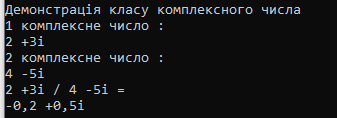 Демонстрація класу комплексного числа
1 комплексне число :
2 +3i
2 комплексне число :
4 -5i
2 +3i / 4 -5i =
-0,2 +0,5i